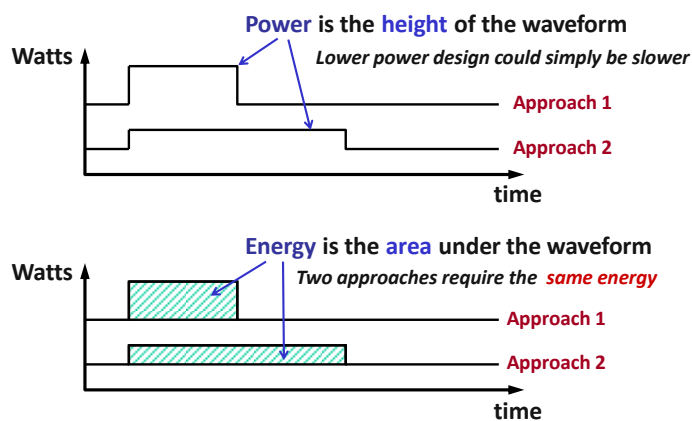 Power is the height of the waveform
Watts
Lower power design could simply be slower
Approach 1
Approach 2
time
Energy is the area under the waveform
Watts
Two approaches require the same energy
Approach 1
Approach 2
time